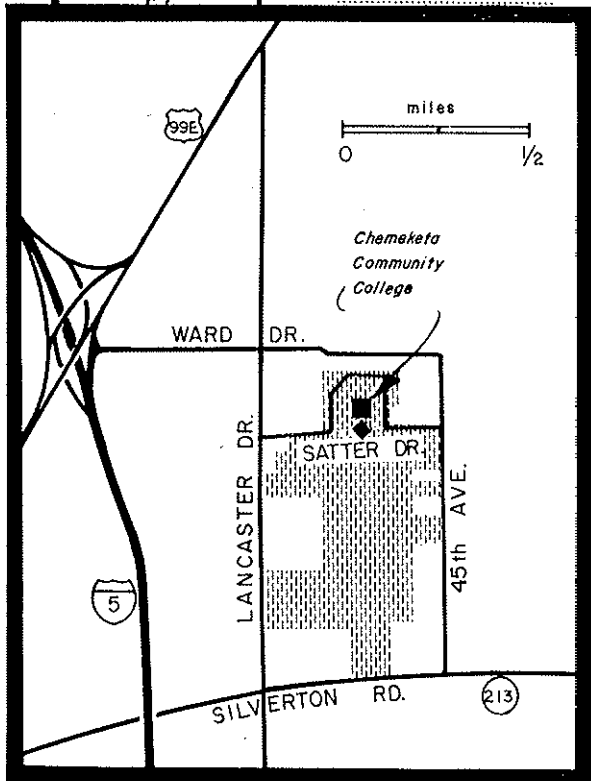 miles
0 1/2
99E
Chemeketa
Community
College
WARD DR.
SATTER DR.
LANCASTER DR.
45th AVE.
5
SILVERTON RD.
213